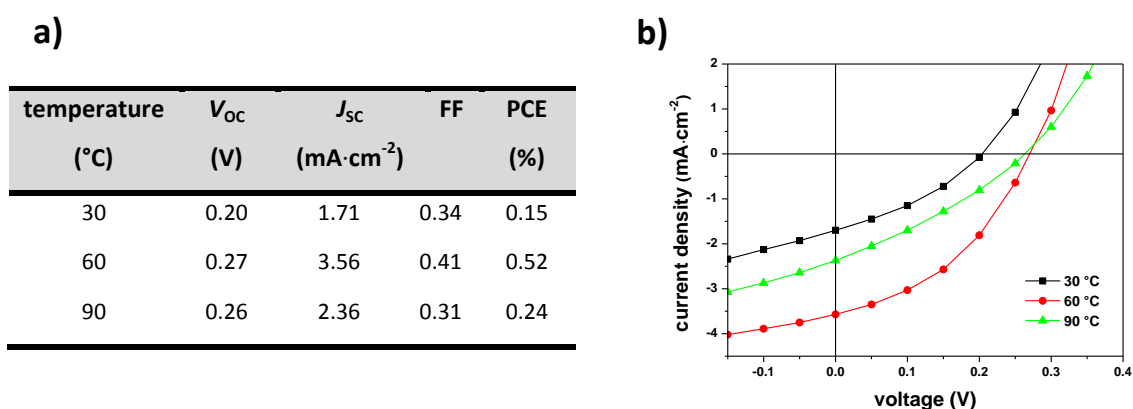 a)
temperature V_OC J_SC FF PCE
(°C) (V) (mA·cm⁻²) (%)
30 0.20 1.71 0.34 0.15
60 0.27 3.56 0.41 0.52
90 0.26 2.36 0.31 0.24
b)
current density (mA·cm⁻²)
2
1
0
-1
-2
-3
-4
30 °C
60 °C
90 °C
-0.1 0.0 0.1 0.2 0.3 0.4
voltage (V)